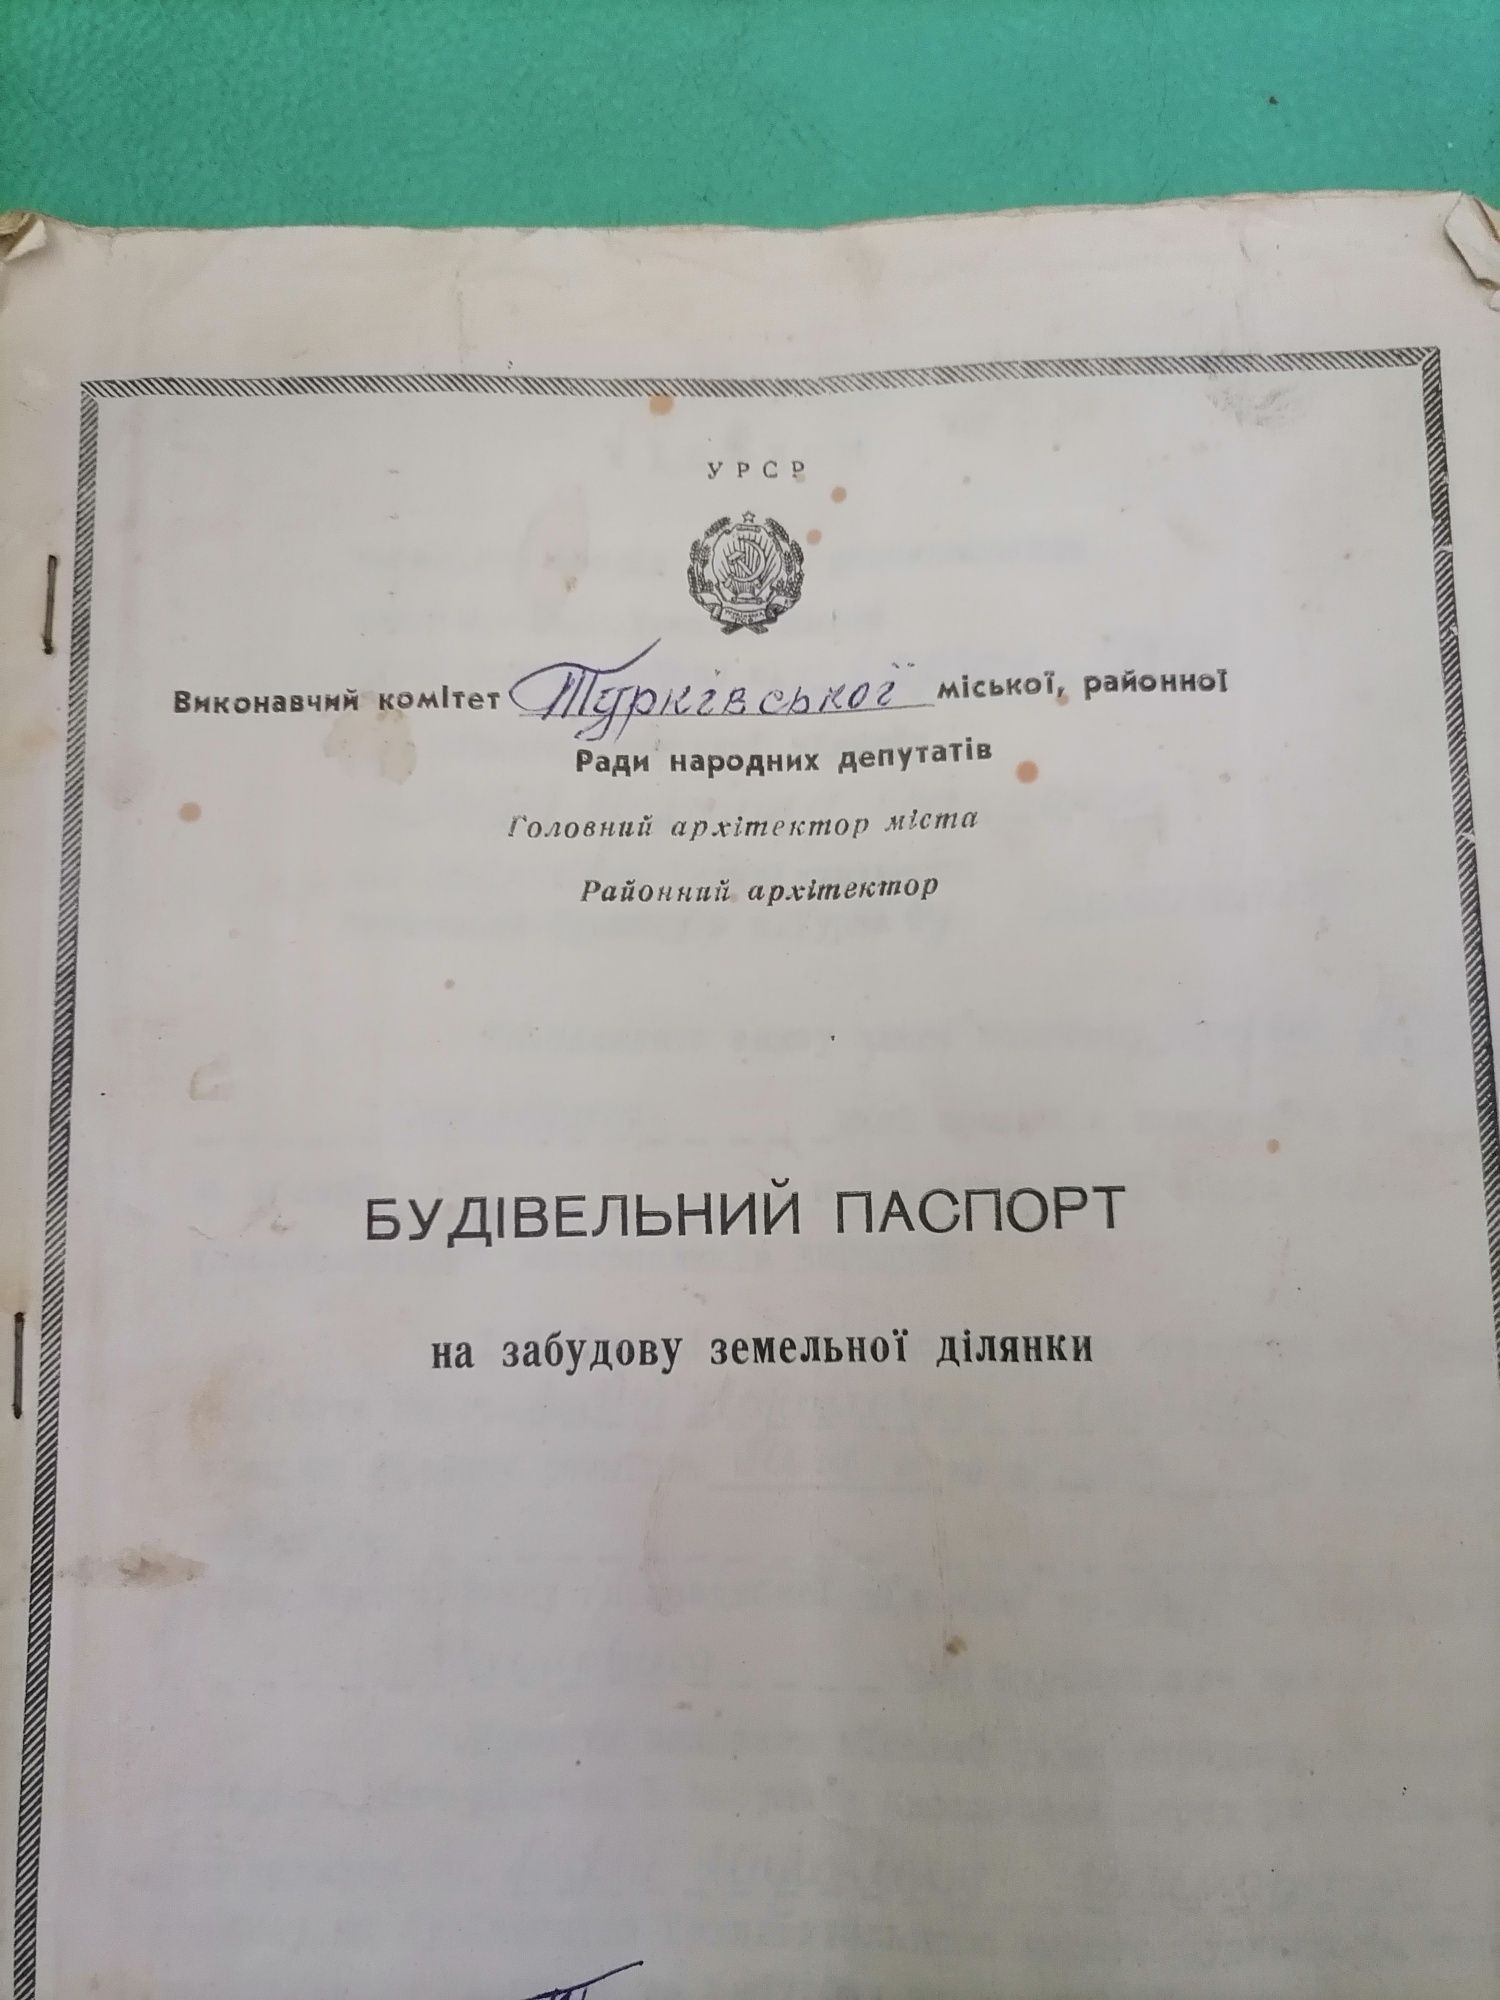 УРСР
Виконавчий комітет Турківської міської, районної
Ради народних депутатів
Головний архітектор міста
Районний архітектор
БУДІВЕЛЬНИЙ ПАСПОРТ
на забудову земельної ділянки